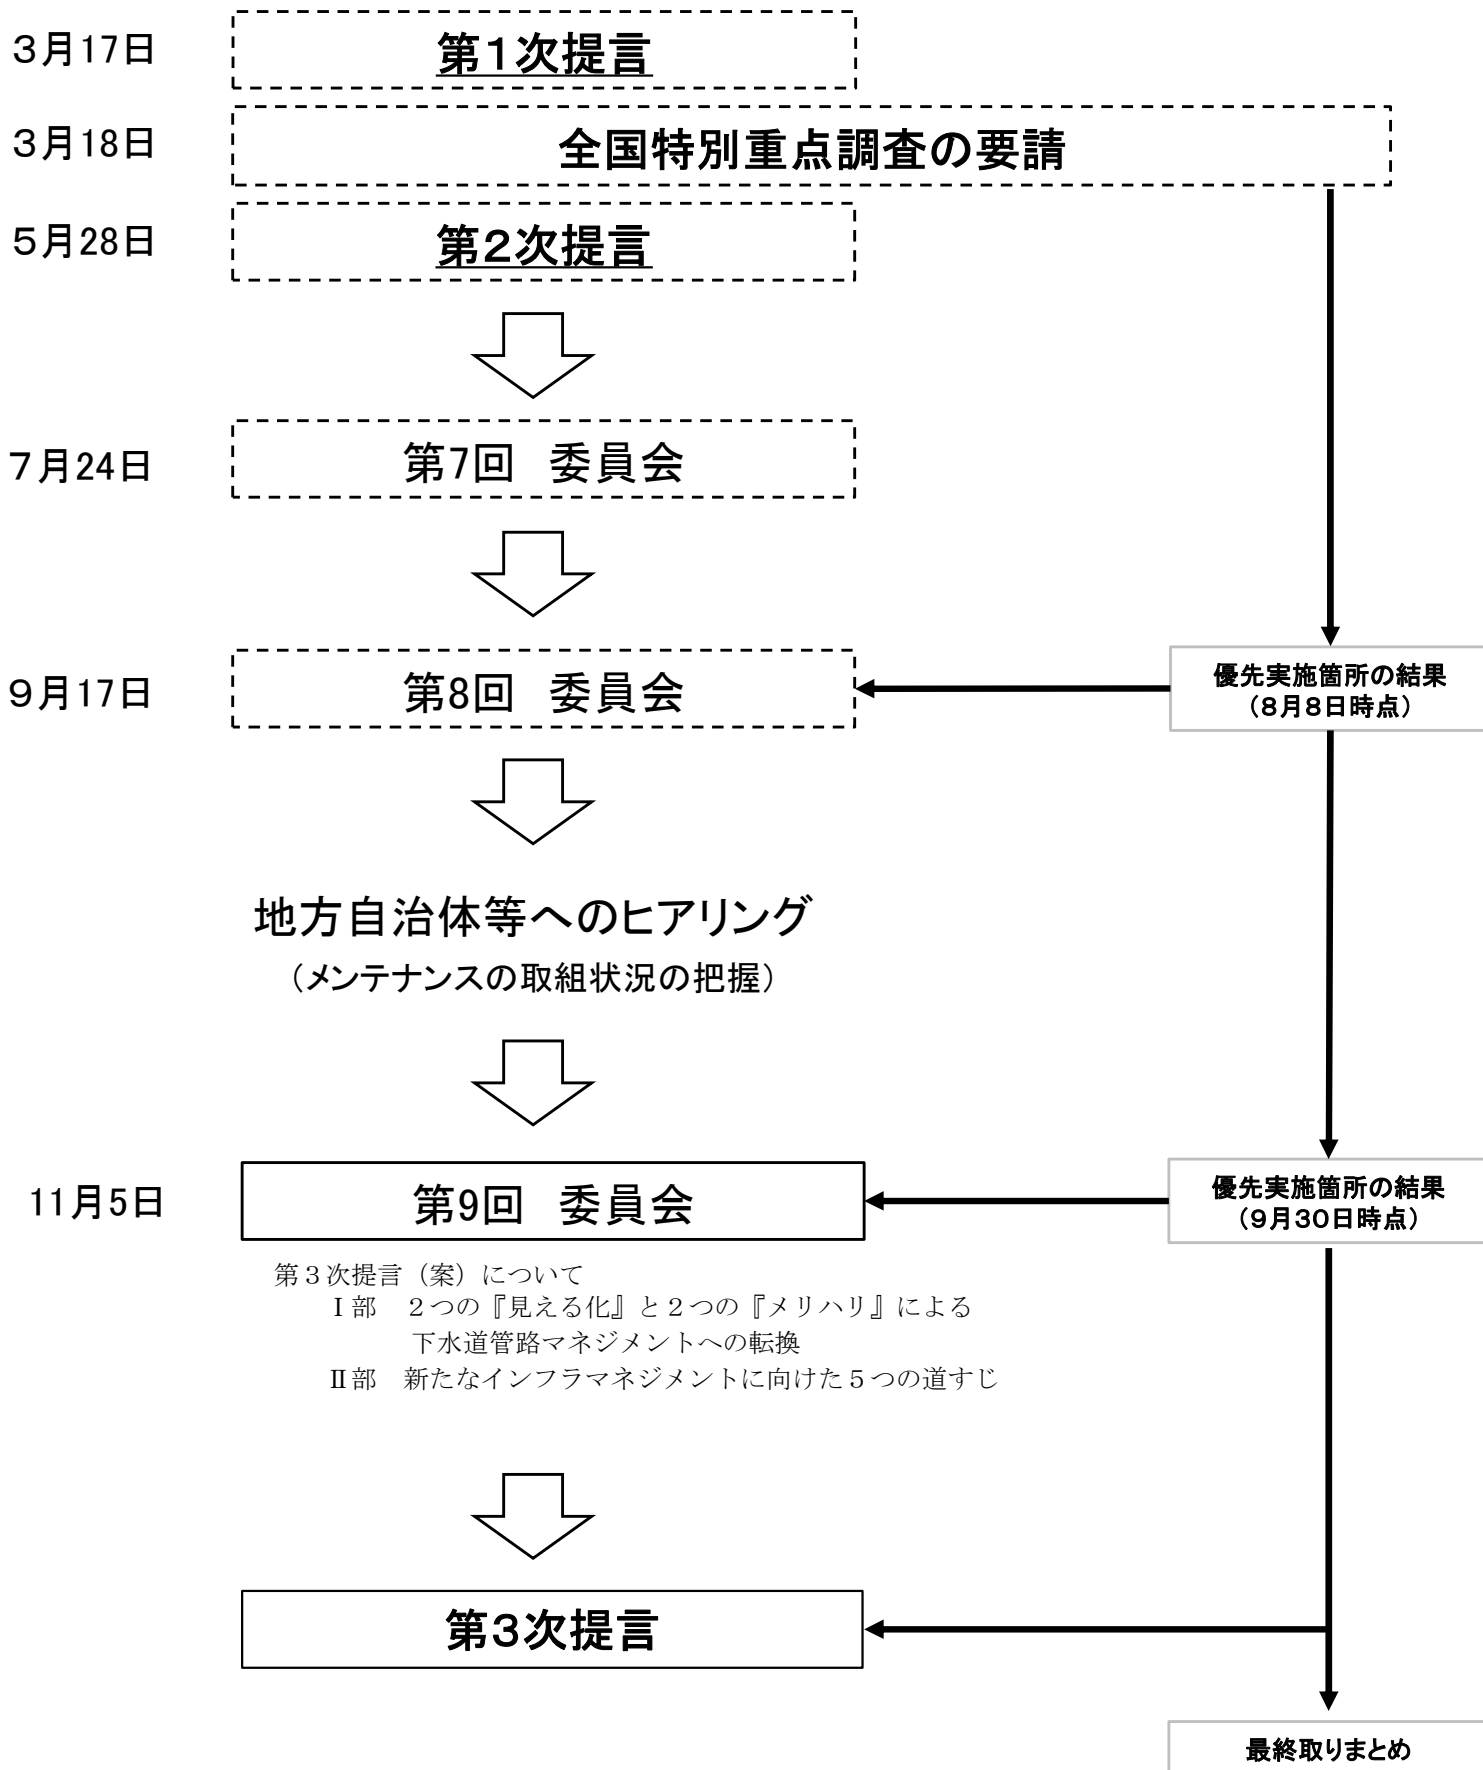 3月17日
第1次提言
3月18日
全国特別重点調査の要請
5月28日
第2次提言
7月24日
第7回　委員会
9月17日
第8回　委員会
優先実施箇所の結果
（8月8日時点）
地方自治体等へのヒアリング
（メンテナンスの取組状況の把握）
11月5日
第9回　委員会
優先実施箇所の結果
（9月30日時点）
第３次提言（案）について
Ⅰ部　２つの『見える化』と２つの『メリハリ』による
下水道管路マネジメントへの転換
Ⅱ部　新たなインフラマネジメントに向けた５つの道すじ
第3次提言
最終取りまとめ